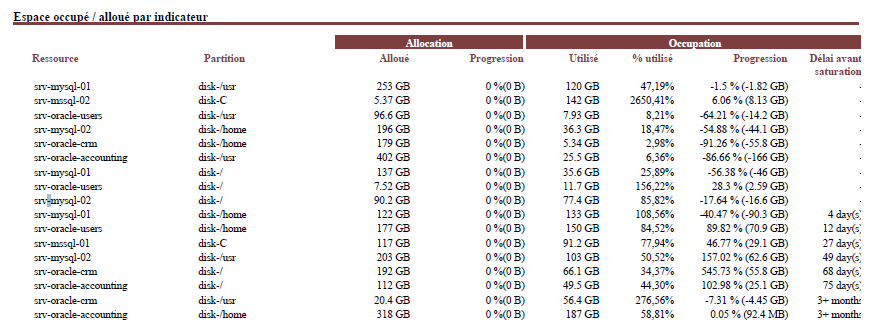 Espace occupé / alloué par indicateur
Allocation Occupation
Ressource Partition Alloué Progression Utilisé % utilisé Progression Délai avant
saturation
srv-mysql-01 disk-/usr 253 GB 0 %(0 B) 120 GB 47,19% -1.5 % (-1.82 GB) -
srv-mssql-02 disk-C 5.37 GB 0 %(0 B) 142 GB 2650,41% 6.06 % (8.13 GB) -
srv-oracle-users disk-/usr 96.6 GB 0 %(0 B) 7.93 GB 8,21% -64.21 % (-14.2 GB) -
srv-mysql-02 disk-/home 196 GB 0 %(0 B) 36.3 GB 18,47% -54.88 % (-44.1 GB) -
srv-oracle-crm disk-/home 179 GB 0 %(0 B) 5.34 GB 2,98% -91.26 % (-55.8 GB) -
srv-oracle-accounting disk-/usr 402 GB 0 %(0 B) 25.5 GB 6,36% -86.66 % (-166 GB) -
srv-mysql-01 disk-/ 137 GB 0 %(0 B) 35.6 GB 25,89% -56.38 % (-46 GB) -
srv-oracle-users disk-/ 7.52 GB 0 %(0 B) 11.7 GB 156,22% 28.3 % (2.59 GB) -
srv-mysql-02 disk-/ 90.2 GB 0 %(0 B) 77.4 GB 85,82% -17.64 % (-16.6 GB) -
srv-mysql-01 disk-/home 122 GB 0 %(0 B) 133 GB 108,56% -40.47 % (-90.3 GB) 4 day(s)
srv-oracle-users disk-/home 177 GB 0 %(0 B) 150 GB 84,52% 89.82 % (70.9 GB) 12 day(s)
srv-mssql-01 disk-C 117 GB 0 %(0 B) 91.2 GB 77,94% 46.77 % (29.1 GB) 27 day(s)
srv-mysql-02 disk-/usr 203 GB 0 %(0 B) 103 GB 50,52% 157.02 % (62.6 GB) 49 day(s)
srv-oracle-crm disk-/ 192 GB 0 %(0 B) 66.1 GB 34,37% 545.73 % (55.8 GB) 68 day(s)
srv-oracle-accounting disk-/ 112 GB 0 %(0 B) 49.5 GB 44,30% 102.98 % (25.1 GB) 75 day(s)
srv-oracle-crm disk-/usr 20.4 GB 0 %(0 B) 56.4 GB 276,56% -7.31 % (-4.45 GB) 3+ months
srv-oracle-accounting disk-/home 318 GB 0 %(0 B) 187 GB 58,81% 0.05 % (92.4 MB) 3+ months